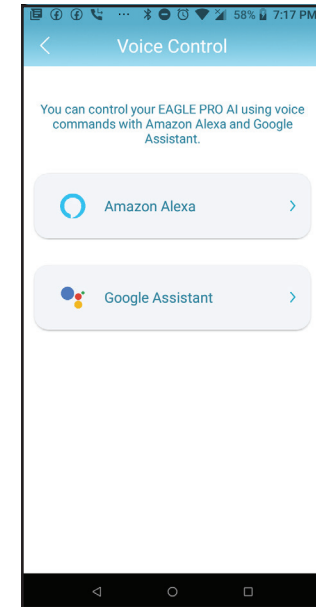 58% 7:17 PM
Voice Control
You can control your EAGLE PRO AI using voice
commands with Amazon Alexa and Google
Assistant.
Amazon Alexa
Google Assistant